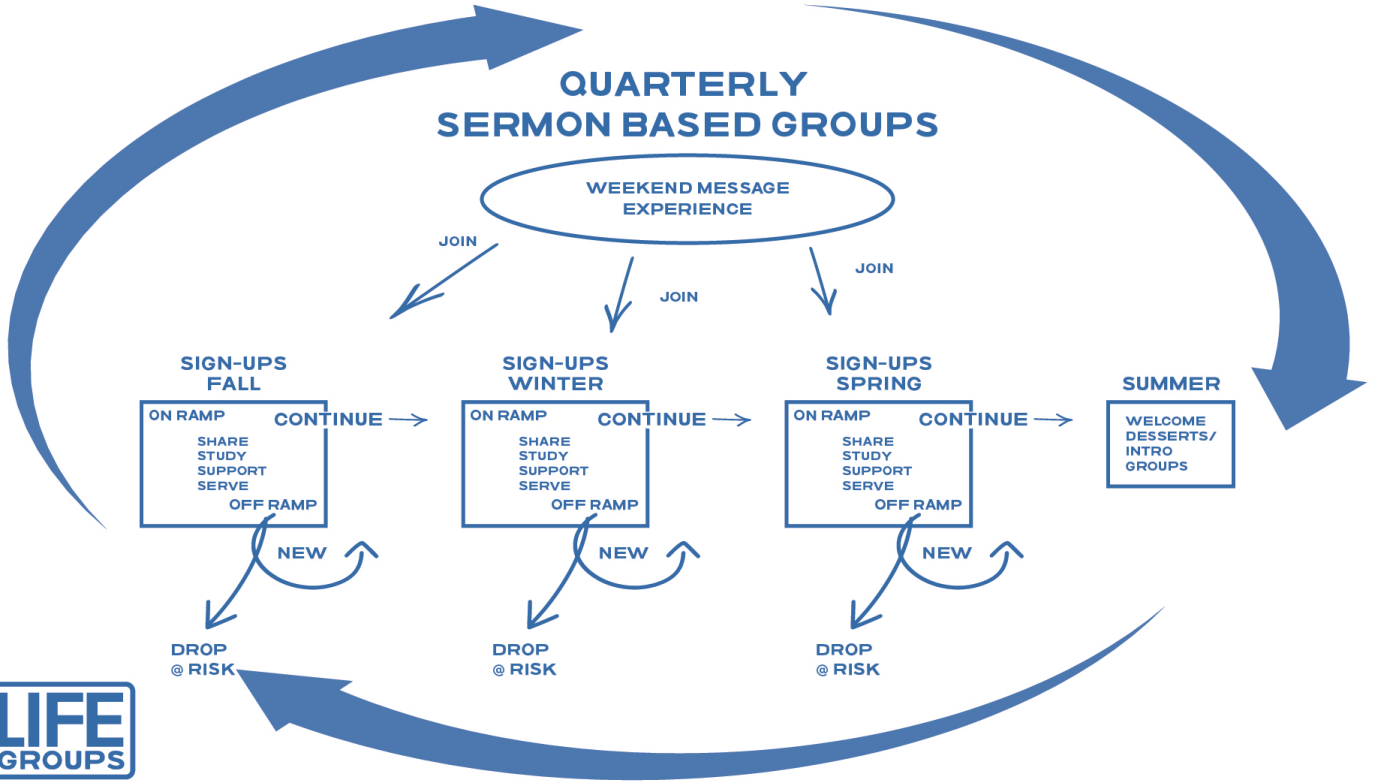 QUARTERLY
SERMON BASED GROUPS
WEEKEND MESSAGE
EXPERIENCE
JOIN
JOIN
JOIN
SIGN-UPS
FALL
ON RAMP
CONTINUE
SHARE
STUDY
SUPPORT
SERVE
OFF RAMP
NEW
DROP
@ RISK
SIGN-UPS
WINTER
ON RAMP
CONTINUE
SHARE
STUDY
SUPPORT
SERVE
OFF RAMP
NEW
DROP
@ RISK
SIGN-UPS
SPRING
ON RAMP
CONTINUE
SHARE
STUDY
SUPPORT
SERVE
OFF RAMP
NEW
DROP
@ RISK
SUMMER
WELCOME
DESSERTS/
INTRO
GROUPS
LIFE
GROUPS